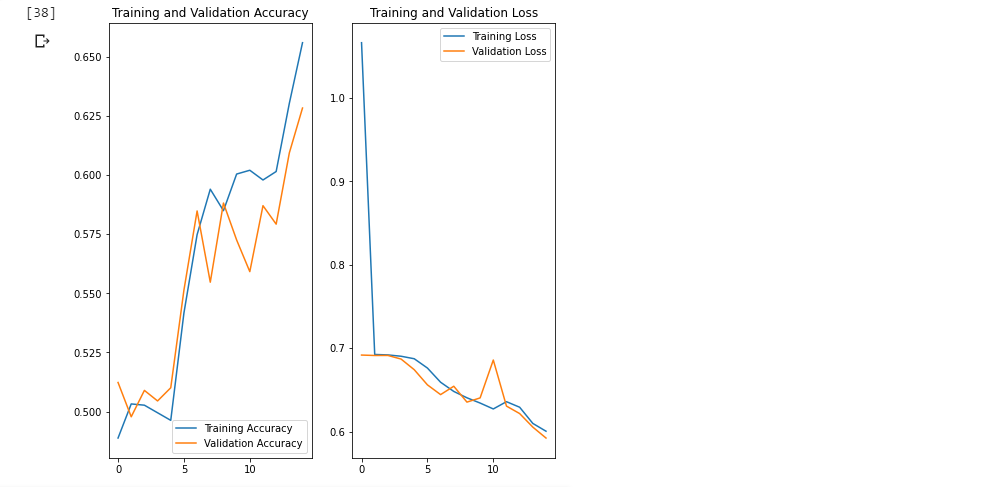 [38]
Training and Validation Accuracy
0.650
0.625
0.600
0.575
0.550
0.525
0.500
Training Accuracy
Validation Accuracy
0 5 10
Training and Validation Loss
Training Loss
Validation Loss
1.0
0.9
0.8
0.7
0.6
0 5 10